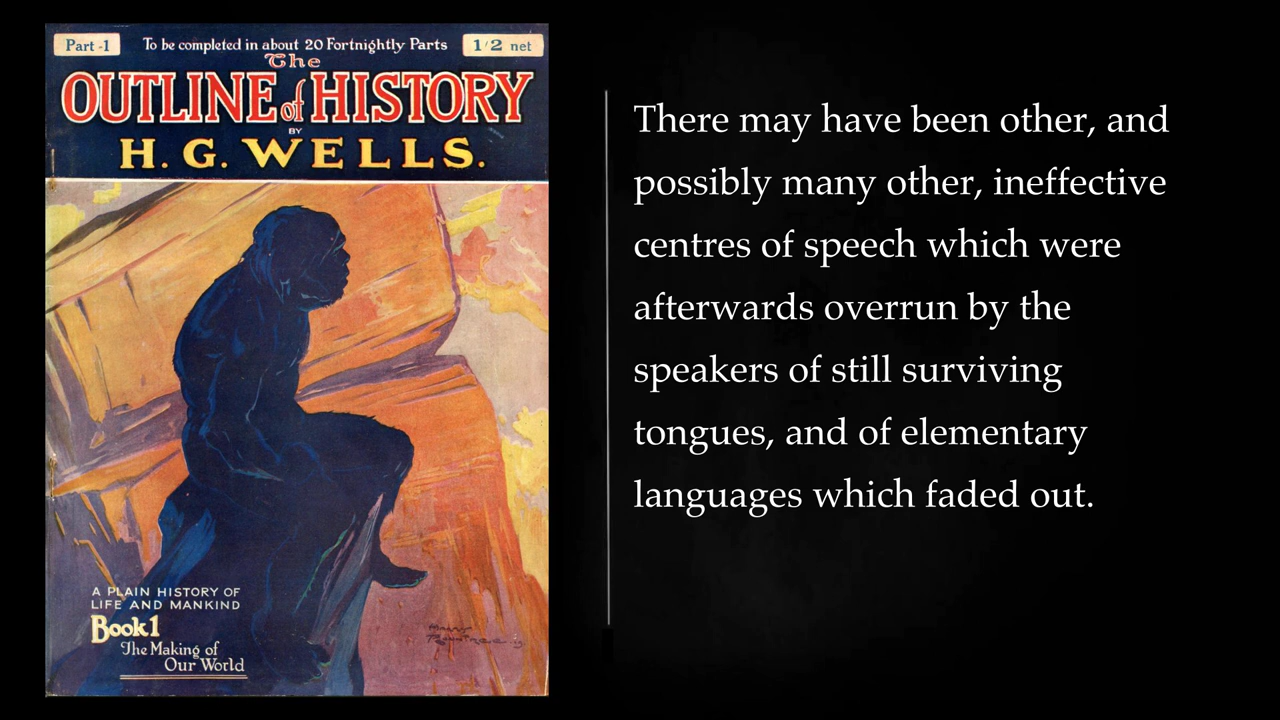 Part -1
To be completed in about 20 Fortnightly Parts
1/2 net
The
OUTLINE of HISTORY
BY
H. G. WELLS.
A PLAIN HISTORY OF
LIFE AND MANKIND
Book 1
The Making of
Our World
There may have been other, and
possibly many other, ineffective
centres of speech which were
afterwards overrun by the
speakers of still surviving
tongues, and of elementary
languages which faded out.